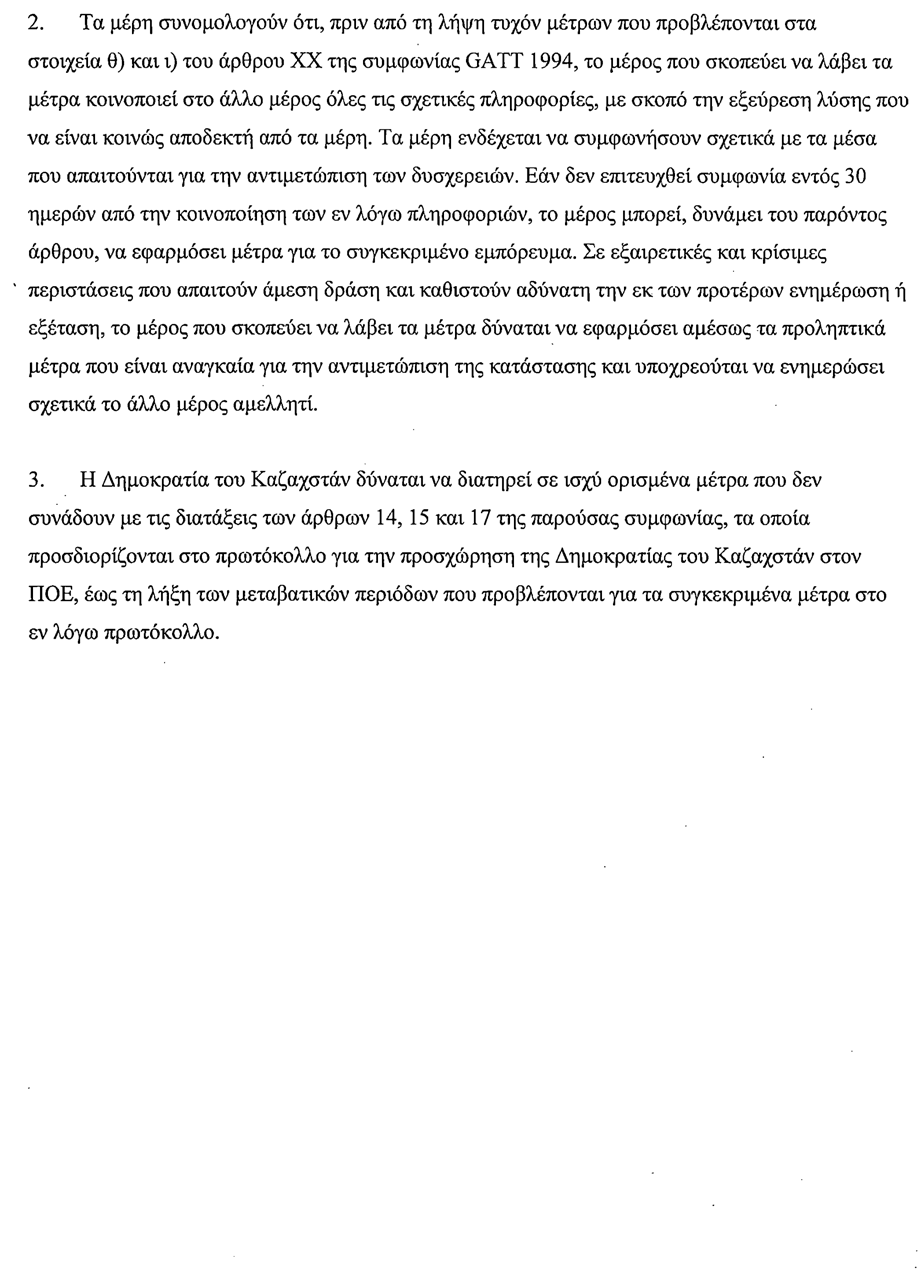 2. Τα μέρη συνομολογούν ότι, πριν από τη λήψη τυχόν μέτρων που προβλέπονται στα
στοιχεία θ) και ι) του άρθρου ΧΧ της συμφωνίας GATT 1994, το μέρος που σκοπεύει να λάβει τα
μέτρα κοινοποιεί στο άλλο μέρος όλες τις σχετικές πληροφορίες, με σκοπό την εξεύρεση λύσης που
να είναι κοινώς αποδεκτή από τα μέρη. Τα μέρη ενδέχεται να συμφωνήσουν σχετικά με τα μέσα
που απαιτούνται για την αντιμετώπιση των δυσχερειών. Εάν δεν επιτευχθεί συμφωνία εντός 30
ημερών από την κοινοποίηση των εν λόγω πληροφοριών, το μέρος μπορεί, δυνάμει του παρόντος
άρθρου, να εφαρμόσει μέτρα για το συγκεκριμένο εμπόρευμα. Σε εξαιρετικές και κρίσιμες
περιστάσεις που απαιτούν άμεση δράση και καθιστούν αδύνατη την εκ των προτέρων ενημέρωση ή
εξέταση, το μέρος που σκοπεύει να λάβει τα μέτρα δύναται να εφαρμόσει αμέσως τα προληπτικά
μέτρα που είναι αναγκαία για την αντιμετώπιση της κατάστασης και υποχρεούται να ενημερώσει
σχετικά το άλλο μέρος αμελλητί.
3. Η Δημοκρατία του Καζαχστάν δύναται να διατηρεί σε ισχύ ορισμένα μέτρα που δεν
συνάδουν με τις διατάξεις των άρθρων 14, 15 και 17 της παρούσας συμφωνίας, τα οποία
προσδιορίζονται στο πρωτόκολλο για την προσχώρηση της Δημοκρατίας του Καζαχστάν στον
ΠΟΕ, έως τη λήξη των μεταβατικών περιόδων που προβλέπονται για τα συγκεκριμένα μέτρα στο
εν λόγω πρωτόκολλο.